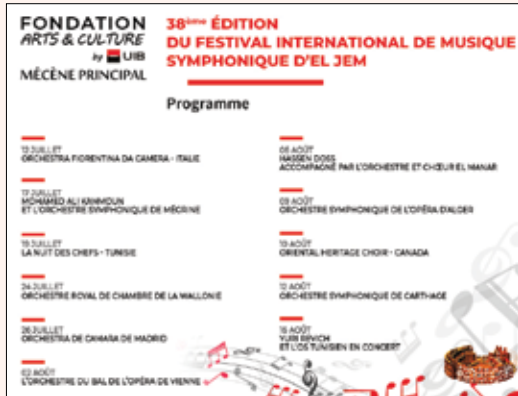 FONDATION
ARTS & CULTURE
by UIB
MÉCÈNE PRINCIPAL
38ème ÉDITION
DU FESTIVAL INTERNATIONAL DE MUSIQUE
SYMPHONIQUE D'EL JEM
Programme
JUILLET
ORCHESTRA FIORENTINA DA CAMERA - ITALIE
17 JUILLET
MOHAMED ALI KAMMOUN
ET L'ORCHESTRE SYMPHONIQUE DE MÉGRINE
19 JUILLET
LA NUIT DES CHEFS - TUNISIE
24 JUILLET
ORCHESTRE ROYAL DE CHAMBRE DE LA WALLONIE
26 JUILLET
ORCHESTRA DE CAMARA DE MADRID
02 AOÛT
L'ORCHESTRE DU BAL DE L'OPÉRA DE VIENNE
AOÛT
HASSEN DOSS
ACCOMPAGNÉ PAR L'ORCHESTRE ET CHŒUR EL MANAR
09 AOÛT
ORCHESTRE SYMPHONIQUE DE L'OPÉRA D'ALGER
10 AOÛT
ORIENTAL HERITAGE CHOIR - CANADA
12 AOÛT
ORCHESTRE SYMPHONIQUE DE CARTHAGE
16 AOÛT
YURI REVICH
ET L'OS TUNISIEN EN CONCERT